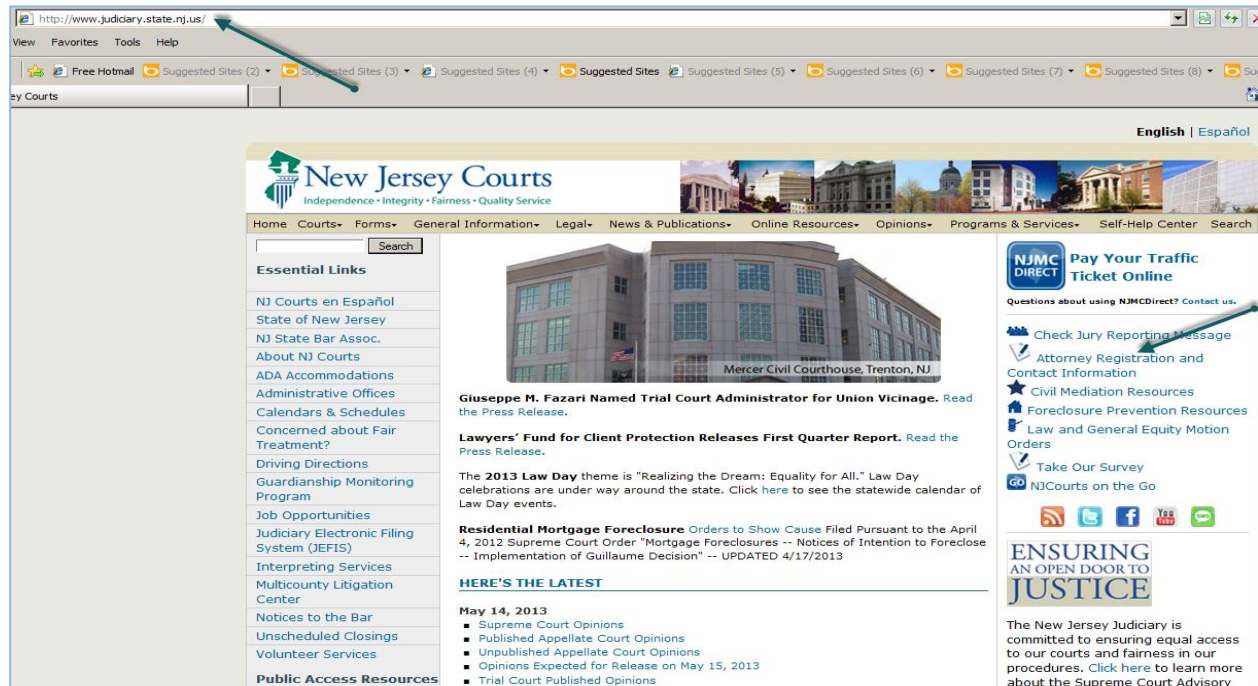 http://www.judiciary.state.nj.us/
View Favorites Tools Help
Free Hotmail Suggested Sites (2) Suggested Sites (3) Suggested Sites (4) Suggested Sites Suggested Sites (5) Suggested Sites (6) Suggested Sites (7) Suggested Sites (8) Su
ey Courts
English | Español
New Jersey Courts
Independence • Integrity • Fairness • Quality Service
Home Courts Forms General Information Legal News & Publications Online Resources Opinions Programs & Services Self-Help Center Search
Search
Essential Links
NJ Courts en Español
State of New Jersey
NJ State Bar Assoc.
About NJ Courts
ADA Accommodations
Administrative Offices
Calendars & Schedules
Concerned about Fair
Treatment?
Driving Directions
Guardianship Monitoring
Program
Job Opportunities
Judiciary Electronic Filing
System (JEFIS)
Interpreting Services
Multicounty Litigation
Center
Notices to the Bar
Unscheduled Closings
Volunteer Services
Public Access Resources
Mercer Civil Courthouse, Trenton, NJ
Giuseppe M. Fazari Named Trial Court Administrator for Union Vicinage. Read
the Press Release.
Lawyers' Fund for Client Protection Releases First Quarter Report. Read the
Press Release.
The 2013 Law Day theme is "Realizing the Dream: Equality for All." Law Day
celebrations are under way around the state. Click here to see the statewide calendar of
Law Day events.
Residential Mortgage Foreclosure Orders to Show Cause Filed Pursuant to the April
4, 2012 Supreme Court Order "Mortgage Foreclosures -- Notices of Intention to Foreclose
-- Implementation of Guillaume Decision" -- UPDATED 4/17/2013
HERE'S THE LATEST
May 14, 2013
Supreme Court Opinions
Published Appellate Court Opinions
Unpublished Appellate Court Opinions
Opinions Expected for Release on May 15, 2013
Trial Court Published Opinions
NJMC DIRECT
Pay Your Traffic
Ticket Online
Questions about using NJMCDirect? Contact us.
Check Jury Reporting Message
Attorney Registration and
Contact Information
Civil Mediation Resources
Foreclosure Prevention Resources
Law and General Equity Motion
Orders
Take Our Survey
GO NJCourts on the Go
You Tube
ENSURING
AN OPEN DOOR TO
JUSTICE
The New Jersey Judiciary is
committed to ensuring equal access
to our courts and fairness in our
procedures. Click here to learn more
about the Supreme Court Advisory